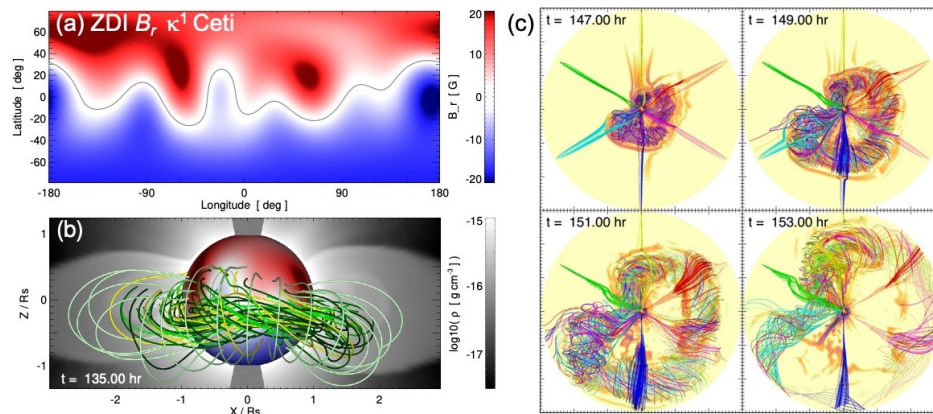 (a) ZDI B_r κ¹ Ceti
Latitude [ deg ]
60
40
20
0
-20
-40
-60
-180
-90
0
90
180
Longitude [ deg ]
20
10
0
-10
-20
B_r [ G ]
(b)
Z / Rs
1
0
-1
t = 135.00 hr
-2
-1
0
1
2
X / Rs
-15
-16
-17
log10( ρ [ g cm⁻³ ] )
(c)
t = 147.00 hr
t = 149.00 hr
t = 151.00 hr
t = 153.00 hr